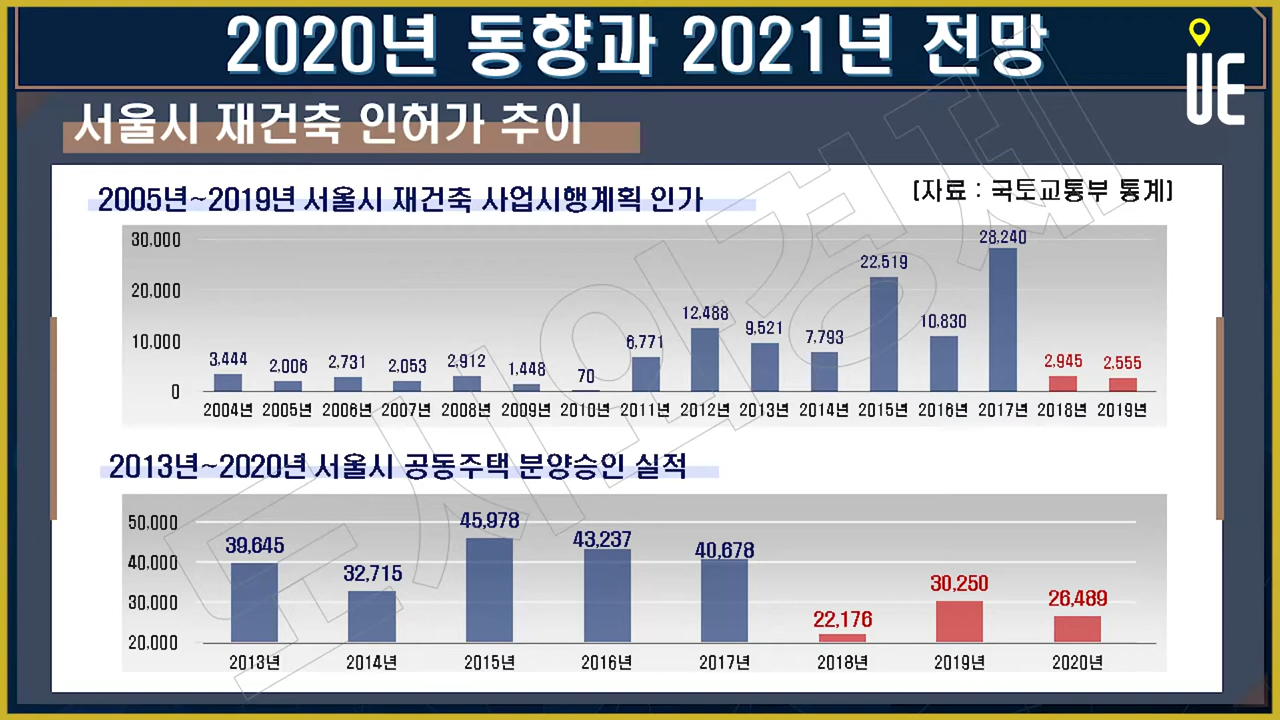 2020년 동향과 2021년 전망
UE
서울시 재건축 인허가 추이
2005년~2019년 서울시 재건축 사업시행계획 인가
[자료 : 국토교통부 통계]
30.000
20.000
10.000
0
3,444 2,006 2,731 2,053 2,912 1,448 70 6,771 12,488 9,521 7,793 22,519 10,830 28,240 2,945 2,555
2004년 2005년 2006년 2007년 2008년 2009년 2010년 2011년 2012년 2013년 2014년 2015년 2016년 2017년 2018년 2019년
2013년~2020년 서울시 공동주택 분양승인 실적
50.000
40.000
30.000
20.000
39,645 32,715 45,978 43,237 40,678 22,176 30,250 26,489
2013년 2014년 2015년 2016년 2017년 2018년 2019년 2020년
도시와경제